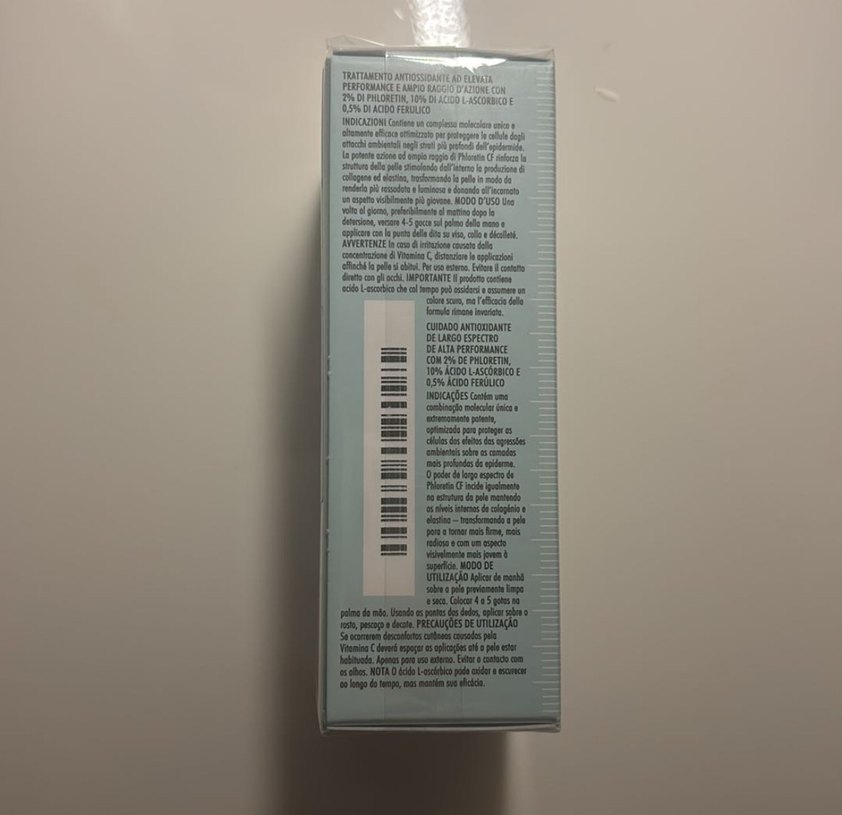 TRATTAMENTO ANTIOSSIDANTE AD ELEVATA
PERFORMANCE E AMPIO RAGGIO D'AZIONE CON
2% DI PHLORETIN, 10% DI ACIDO L-ASCORBICO E
0,5% DI ACIDO FERULICO
INDICAZIONI Contiene un complesso molecolare unico e
altamente efficace ottimizzato per proteggere le cellule dagli
attacchi ambientali negli strati più profondi dell'epidermide.
La potente azione ad ampio raggio di Phloretin CF rinforza la
struttura della pelle stimolando dall'interno la produzione di
collagene ed elastina, trasformando la pelle in modo da
renderla più rassodata e luminosa e donando all'incarnato
un aspetto visibilmente più giovane. MODO D'USO Una
volta al giorno, preferibilmente al mattino dopo la
detersione, versare 4-5 gocce sul palmo della mano e
applicare con la punta delle dita su viso, collo e décolleté.
AVVERTENZE In caso di irritazione causata dalla
concentrazione di Vitamina C, distanziare le applicazioni
affinché la pelle si abitui. Per uso esterno. Evitare il contatto
diretto con gli occhi. IMPORTANTE Il prodotto contiene
acido L-ascorbico che col tempo può ossidarsi e assumere un
colore scuro, ma l'efficacia della
formula rimane invariata.
CUIDADO ANTIOXIDANTE
DE LARGO ESPECTRO
DE ALTA PERFORMANCE
COM 2% DE PHLORETIN,
10% ÁCIDO L-ASCÓRBICO E
0,5% ÁCIDO FERÚLICO
INDICAÇÕES Contém uma
combinação molecular única e
extremamente potente,
optimizada para proteger as
células dos efeitos das agressões
ambientais sobre as camadas
mais profundas da epiderme.
O poder de largo espectro de
Phloretin CF incide igualmente
na estrutura da pele mantendo
os níveis internos de colagénio e
elastina – transformando a pele
para a tornar mais firme, mais
radiosa e com um aspecto
visivelmente mais jovem à
superfície. MODO DE
UTILIZAÇÃO Aplicar de manhã
sobre a pele previamente limpa
e seca. Colocar 4 a 5 gotas na
palma da mão. Usando as pontas dos dedos, aplicar sobre o
rosto, pescoço e decote. PRECAUÇÕES DE UTILIZAÇÃO
Se ocorrerem desconfortos cutâneos causados pela
Vitamina C deverá espaçar as aplicações até a pele estar
habituada. Apenas para uso externo. Evitar o contacto com
os olhos. NOTA O ácido L-ascórbico pode oxidar e escurecer
ao longo do tempo, mas mantém sua eficácia.